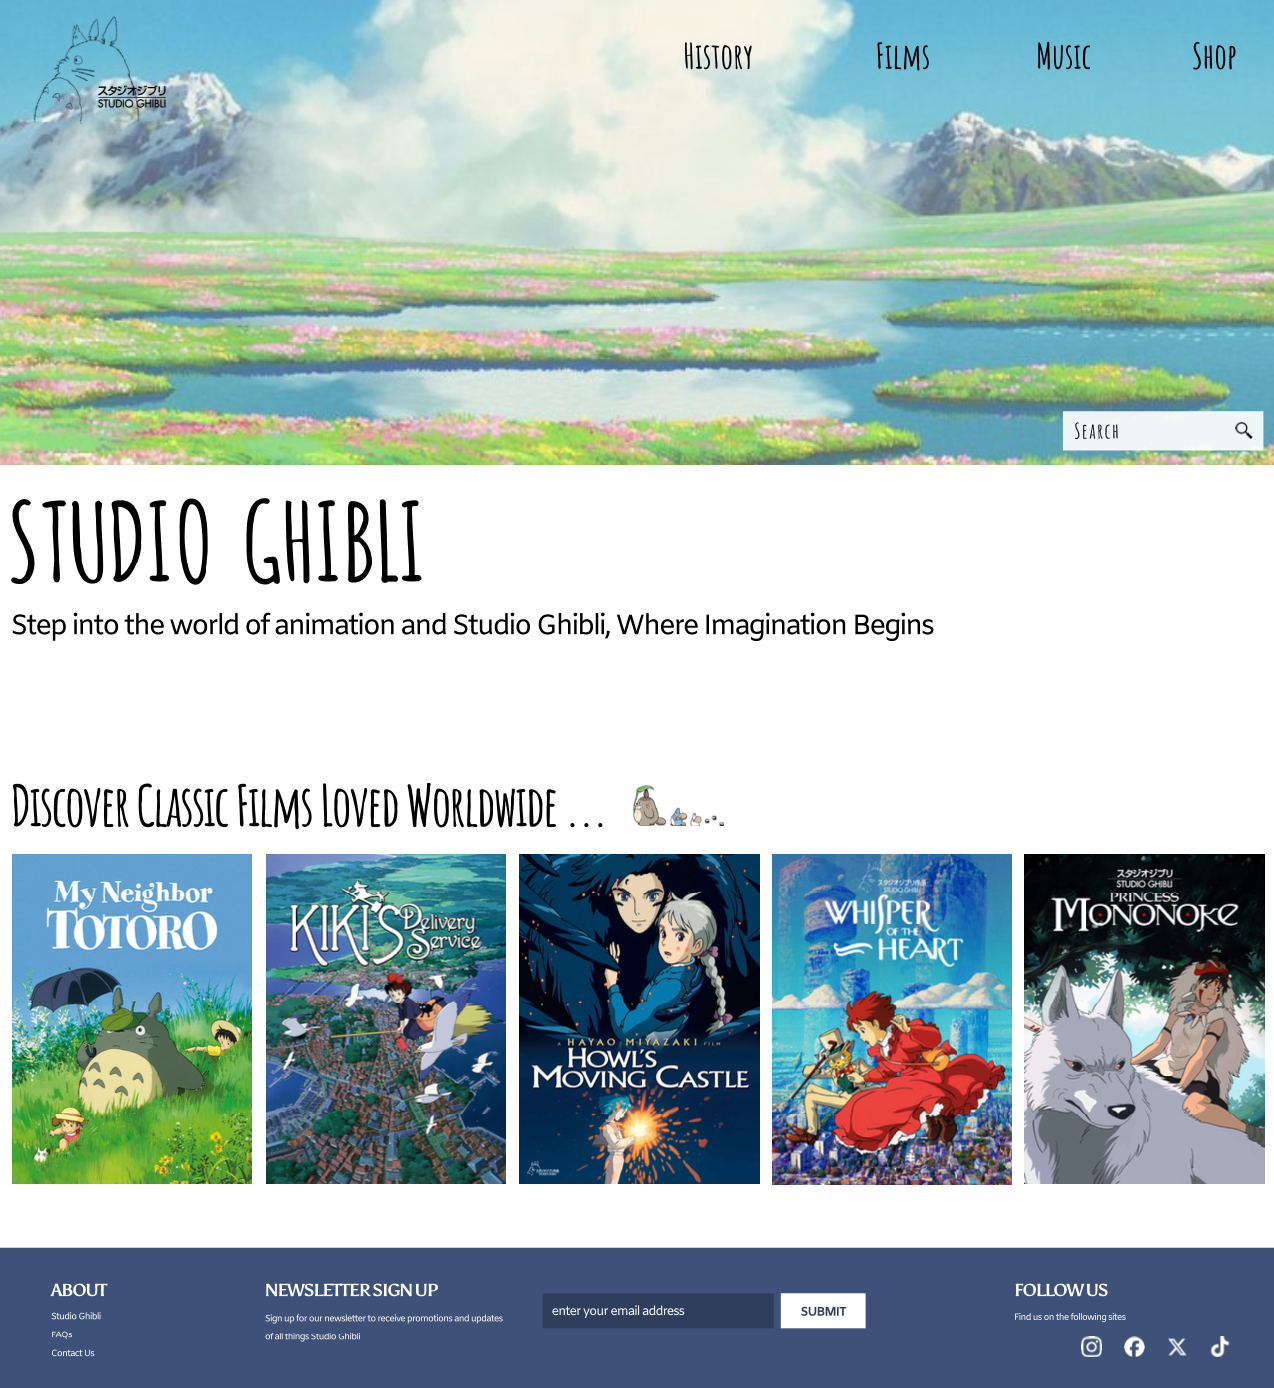 スタジオジブリ
STUDIO GHIBLI
History
Films
Music
Shop
Search
STUDIO GHIBLI
Step into the world of animation and Studio Ghibli, Where Imagination Begins
Discover Classic Films Loved Worldwide ...
My Neighbor
TOTORO
KIKI'S Delivery
Service
A HAYAO MIYAZAKI FILM
HOWL'S
MOVING CASTLE
スタジオジブリ作品
STUDIO GHIBLI
WHISPER
OF THE
HEART
スタジオジブリ
STUDIO GHIBLI
PRINCESS
MONONOKE
ABOUT
Studio Ghibli
FAQs
Contact Us
NEWSLETTER SIGN UP
Sign up for our newsletter to receive promotions and updates
of all things Studio Ghibli
enter your email address
SUBMIT
FOLLOW US
Find us on the following sites